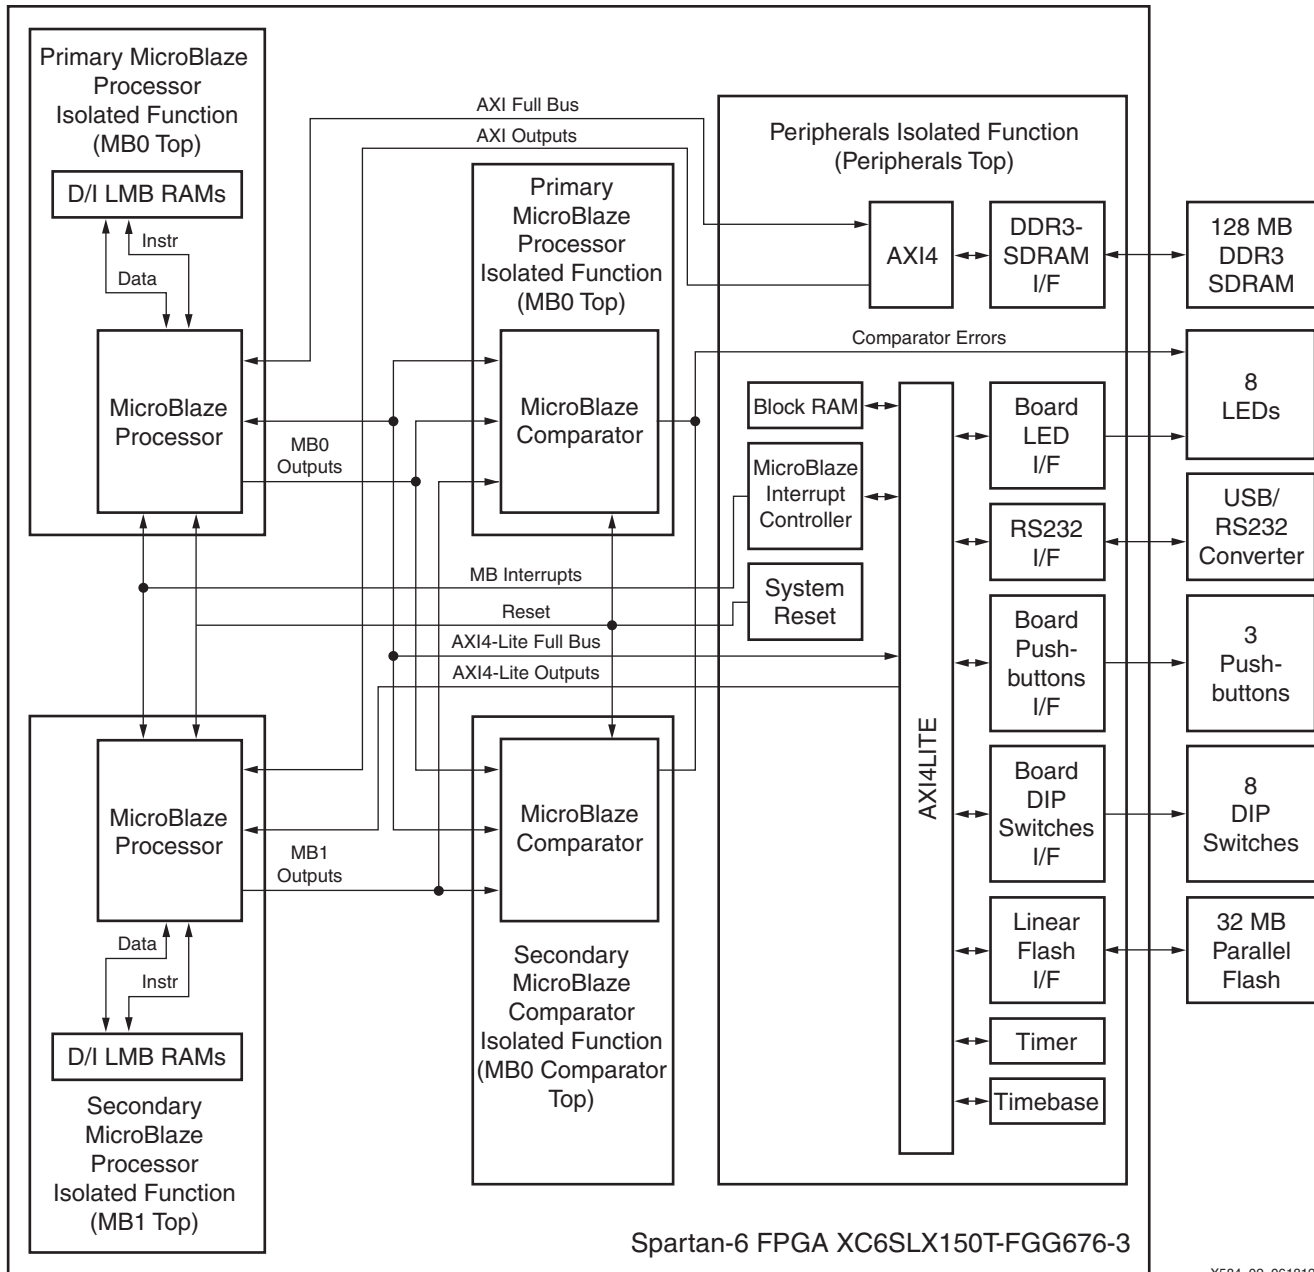 Primary MicroBlaze
Processor
Isolated Function
(MB0 Top)
D/I LMB RAMs
Instr
Data
MicroBlaze
Processor
MB0
Outputs
AXI Full Bus
AXI Outputs
Primary
MicroBlaze
Processor
Isolated Function
(MB0 Top)
MicroBlaze
Comparator
Peripherals Isolated Function
(Peripherals Top)
AXI4
DDR3-
SDRAM
I/F
128 MB
DDR3
SDRAM
Comparator Errors
Block RAM
MicroBlaze
Interrupt
Controller
System
Reset
Board
LED
I/F
8
LEDs
RS232
I/F
USB/
RS232
Converter
MB Interrupts
Reset
AXI4-Lite Full Bus
AXI4-Lite Outputs
AXI4LITE
Board
Push-
buttons
I/F
3
Push-
buttons
Board
DIP
Switches
I/F
8
DIP
Switches
Linear
Flash
I/F
32 MB
Parallel
Flash
Timer
Timebase
MicroBlaze
Processor
MB1
Outputs
Data
Instr
D/I LMB RAMs
Secondary
MicroBlaze
Processor
Isolated Function
(MB1 Top)
MicroBlaze
Comparator
Secondary
MicroBlaze
Comparator
Isolated Function
(MB0 Comparator
Top)
Spartan-6 FPGA XC6SLX150T-FGG676-3